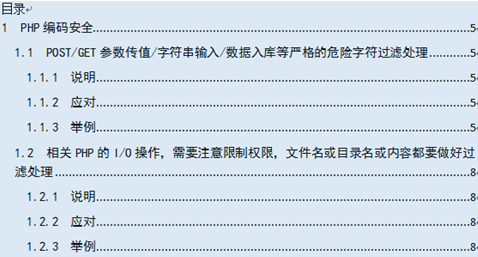 目录
1 PHP 编码安全....................................................5
1.1 POST/GET 参数传值/字符串输入/数据入库等严格的危险字符过滤处理............5
1.1.1 说明....................................................5
1.1.2 应对....................................................5
1.1.3 举例....................................................5
1.2 相关 PHP 的 I/O 操作，需要注意限制权限，文件名或目录名或内容都要做好过
滤处理....................................................8
1.2.1 说明....................................................8
1.2.2 应对....................................................8
1.2.3 举例....................................................8